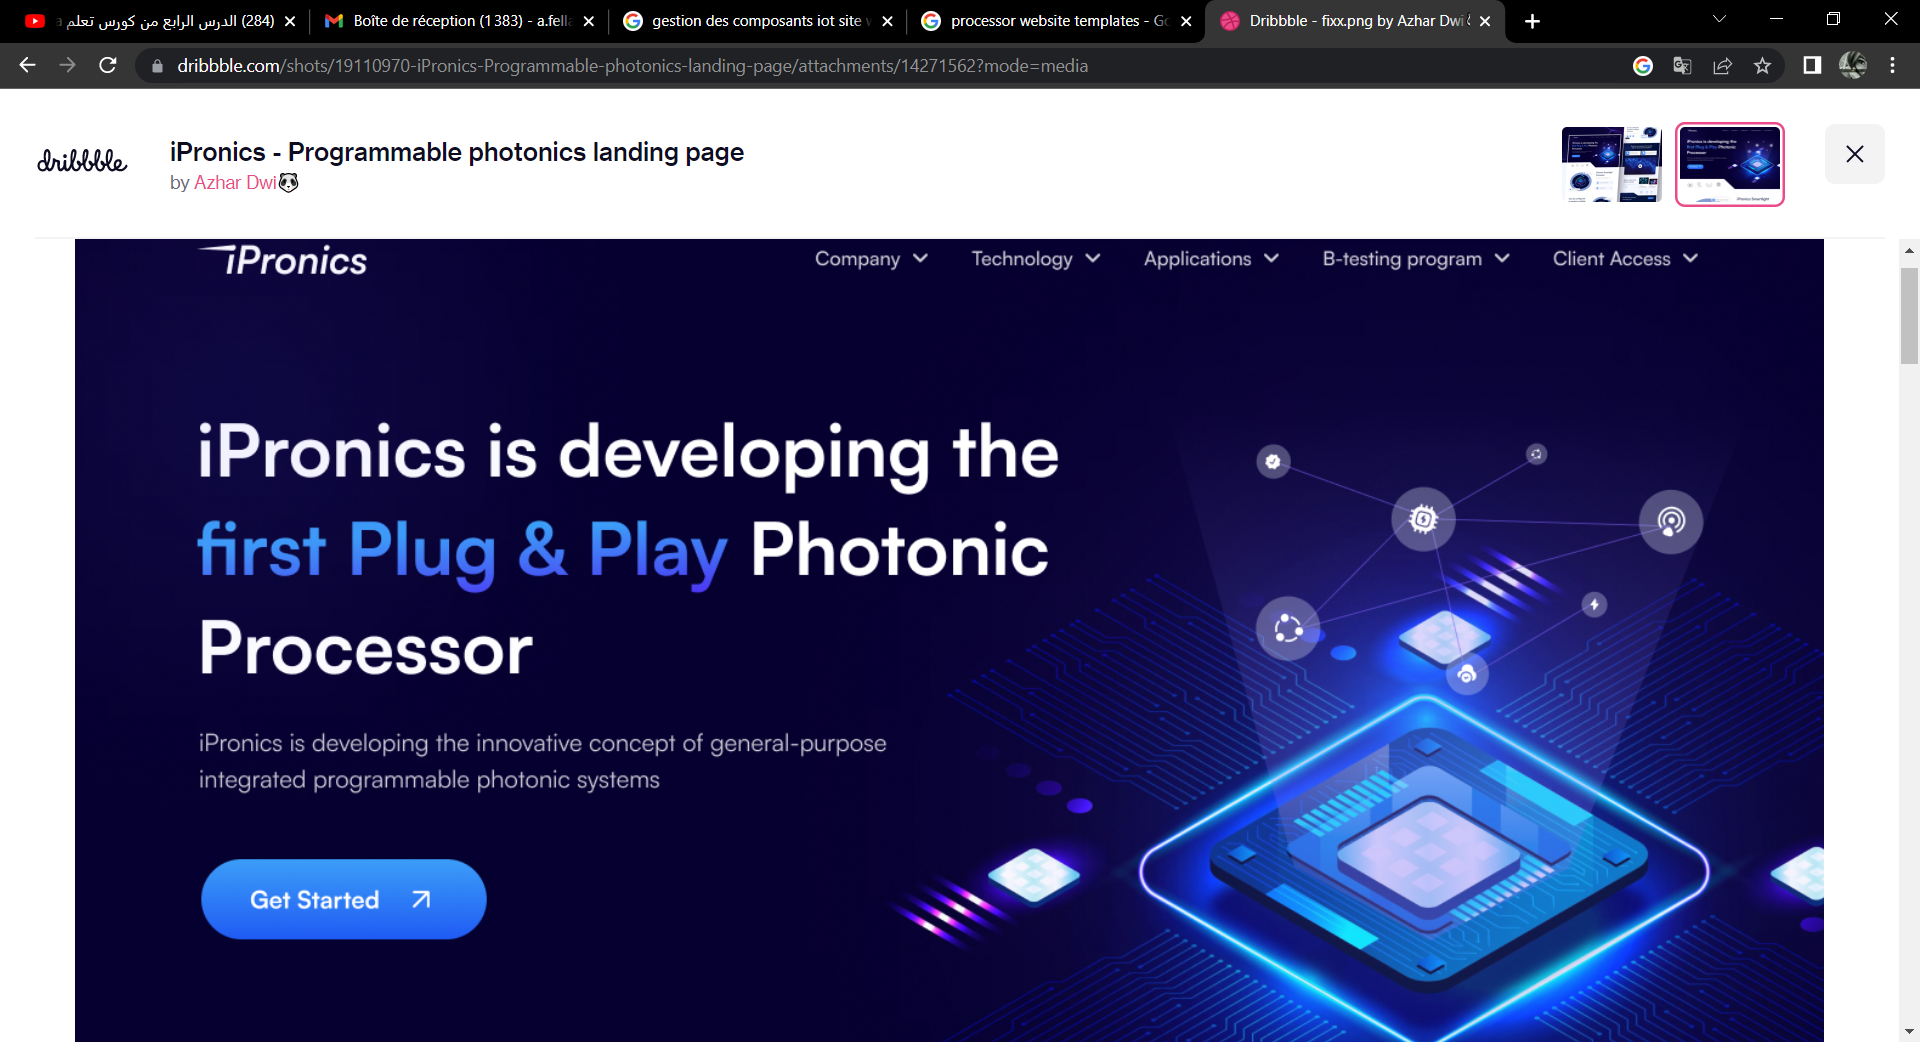 (284) الدرس الرابع من كورس تعلم
Boîte de réception (1 383) - a.fella
gestion des composants iot site
processor website templates - Go
Dribbble - fixx.png by Azhar Dwi
dribbble.com/shots/19110970-iPronics-Programmable-photonics-landing-page/attachments/14271562?mode=media
dribbble
iPronics - Programmable photonics landing page
by Azhar Dwi🐼
iPronics
Company
Technology
Applications
B-testing program
Client Access
iPronics is developing the
first Plug & Play Photonic
Processor
iPronics is developing the innovative concept of general-purpose
integrated programmable photonic systems
Get Started